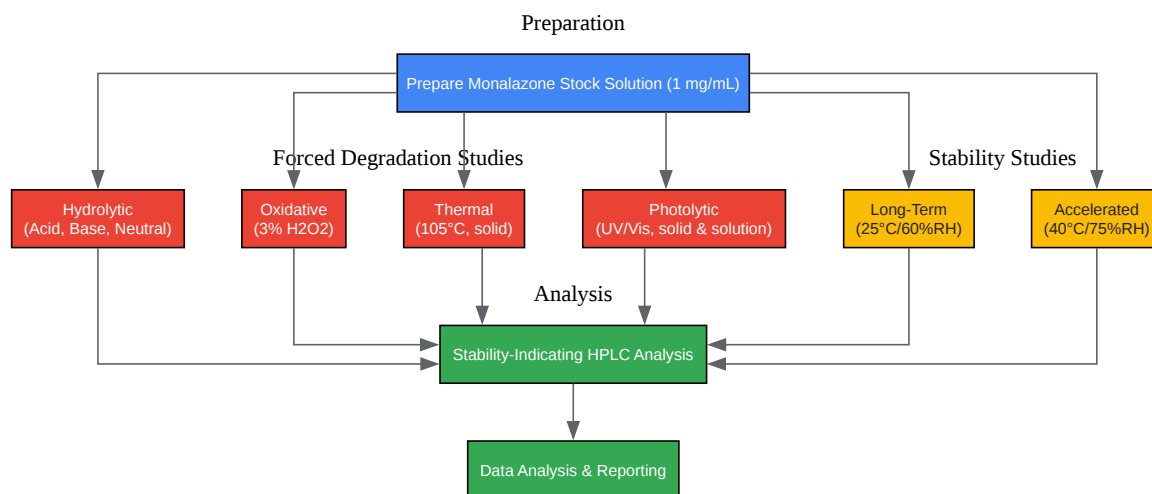 Preparation
Prepare Monalazone Stock Solution (1 mg/mL)
Forced Degradation Studies
Stability Studies
Hydrolytic
(Acid, Base, Neutral)
Oxidative
(3% H2O2)
Thermal
(105°C, solid)
Photolytic
(UV/Vis, solid & solution)
Long-Term
(25°C/60%RH)
Accelerated
(40°C/75%RH)
Analysis
Stability-Indicating HPLC Analysis
Data Analysis & Reporting